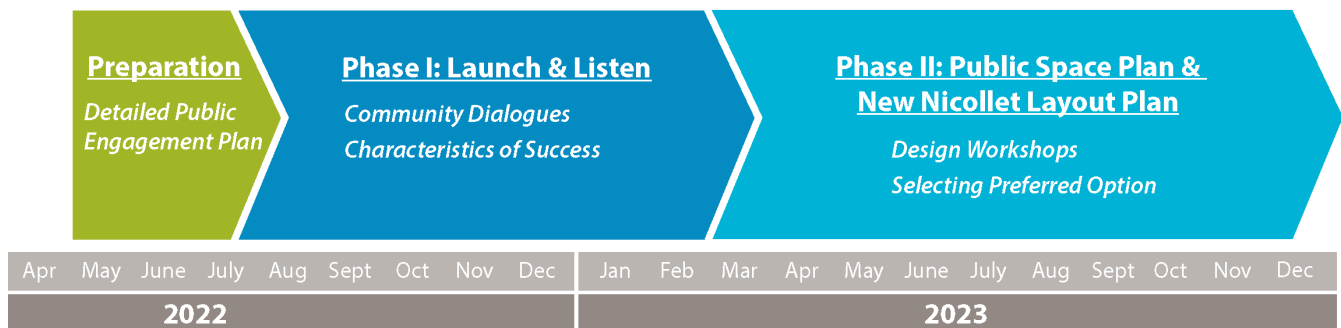 Preparation
Detailed Public
Engagement Plan
Phase I: Launch & Listen
Community Dialogues
Characteristics of Success
Phase II: Public Space Plan &
New Nicollet Layout Plan
Design Workshops
Selecting Preferred Option
Apr May June July Aug Sept Oct Nov Dec Jan Feb Mar Apr May June July Aug Sept Oct Nov Dec
2022 2023